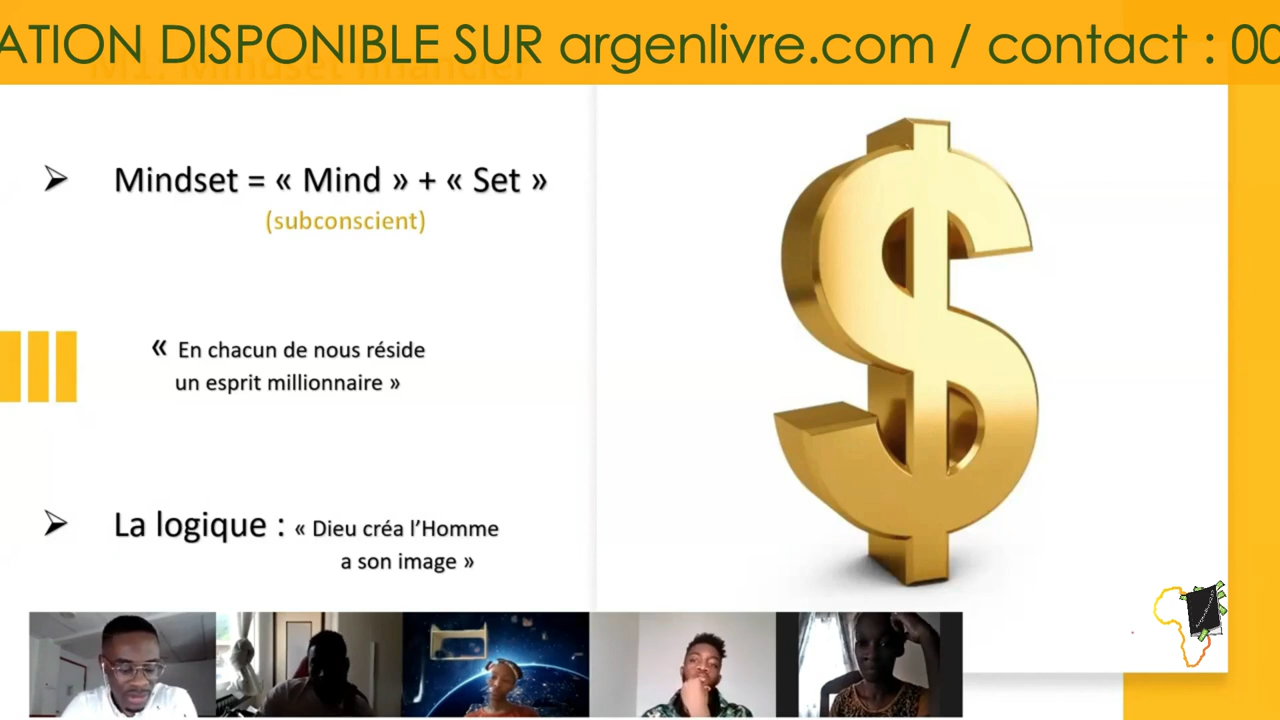 ATION DISPONIBLE SUR argenlivre.com / contact : 00
Mindset = « Mind » + « Set »
(subconscient)
« En chacun de nous réside
un esprit millionnaire »
La logique : « Dieu créa l’Homme
a son image »